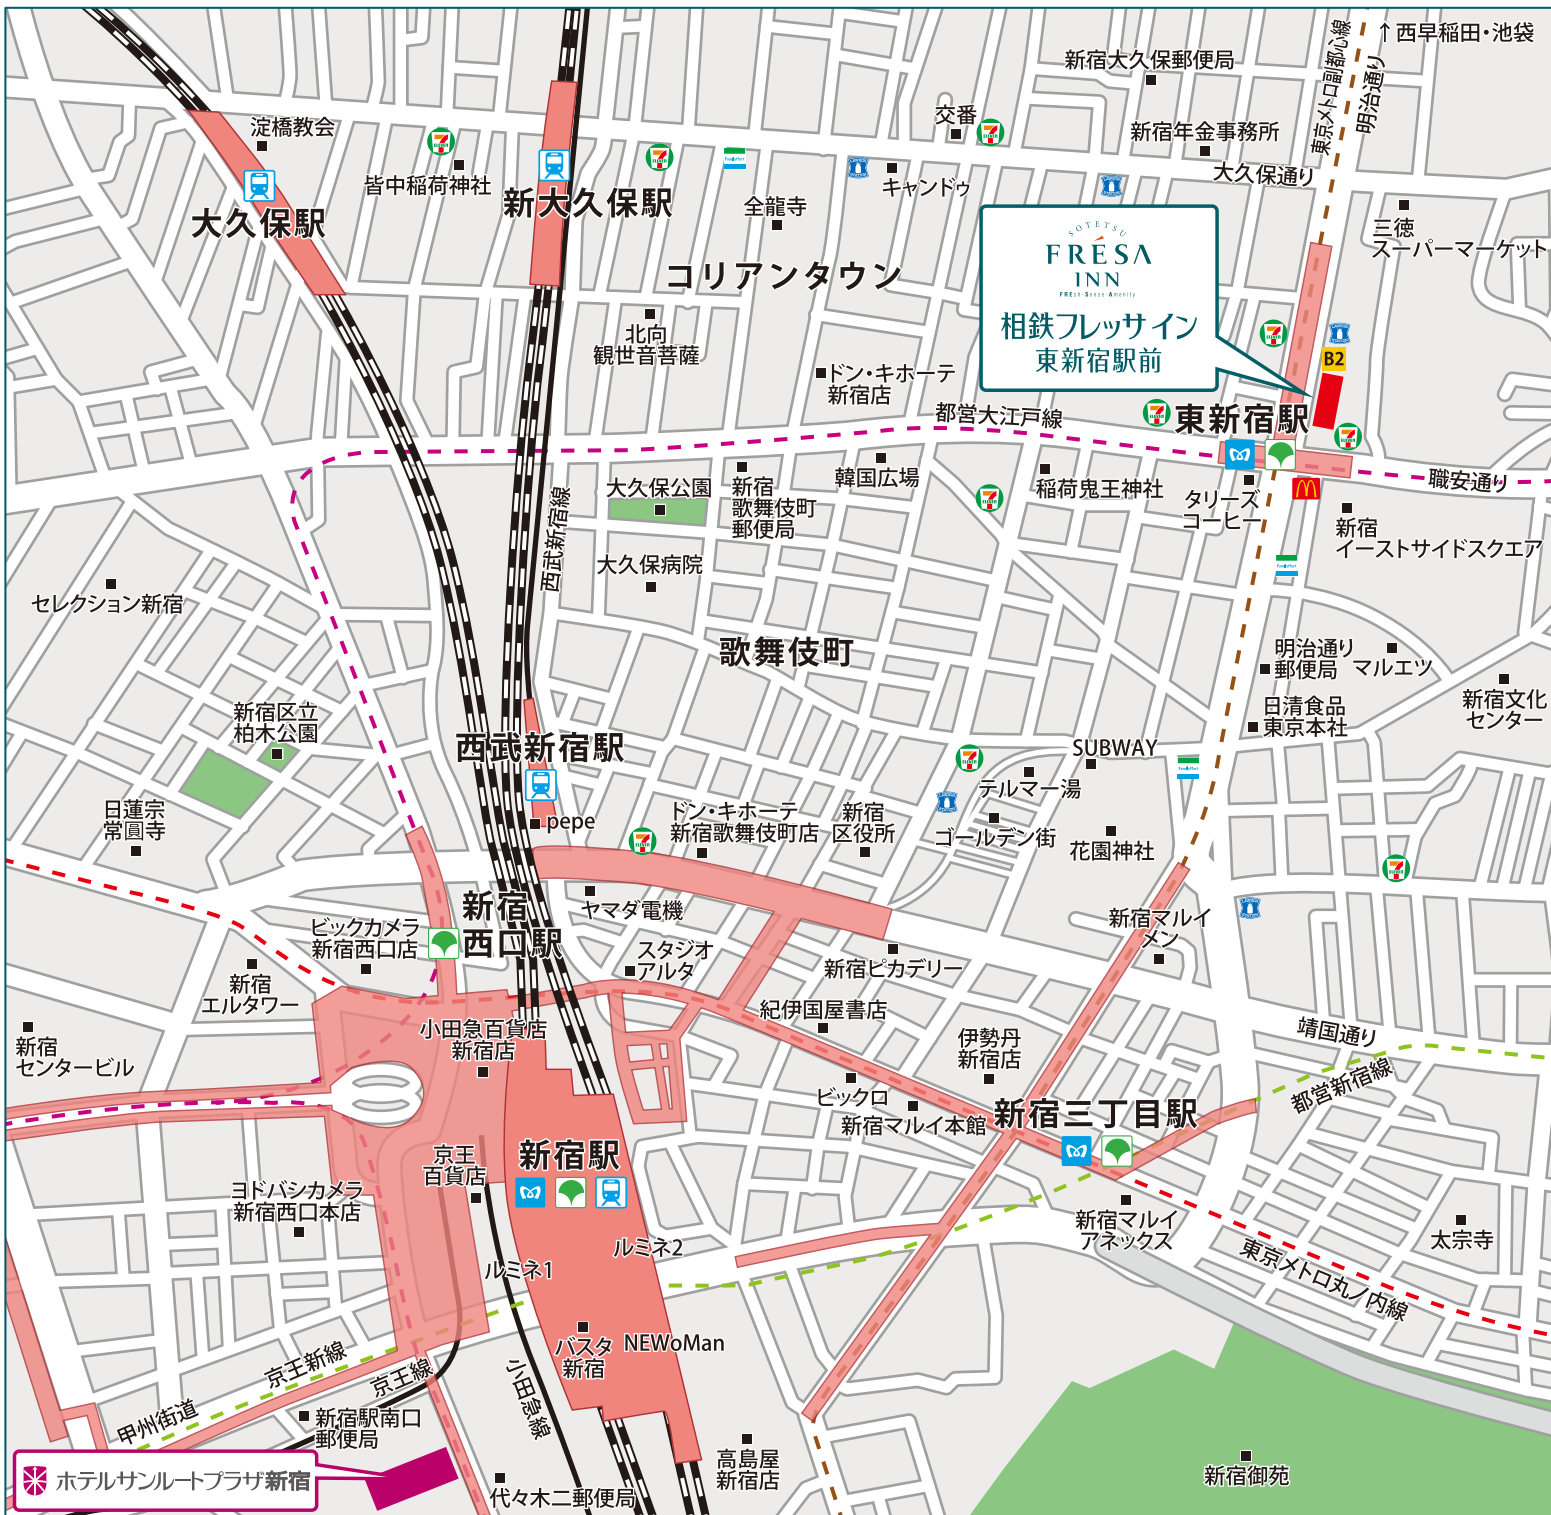 ↑西早稲田・池袋
東京メトロ副都心線
明治通り
新宿大久保郵便局
交番
新宿年金事務所
大久保通り
淀橋教会
皆中稲荷神社
大久保駅
新大久保駅
全龍寺
キャンドゥ
三徳
スーパーマーケット
コリアンタウン
SOTETSU
FRÉSA
INN
FREsh・Sense・Amenity
相鉄フレッサイン
東新宿駅前
北向
観世音菩薩
ドン・キホーテ
新宿店
B2
都営大江戸線
東新宿駅
職安通り
大久保公園
新宿
歌舞伎町
郵便局
韓国広場
稲荷鬼王神社
タリーズ
コーヒー
新宿
イーストサイドスクエア
西武新宿線
大久保病院
セレクション新宿
歌舞伎町
明治通り
郵便局
マルエツ
新宿文化
センター
日清食品
東京本社
新宿区立
柏木公園
西武新宿駅
SUBWAY
テルマー湯
日蓮宗
常圓寺
pepe
ドン・キホーテ
新宿歌舞伎町店
新宿
区役所
ゴールデン街
花園神社
新宿
西口駅
ヤマダ電機
ビックカメラ
新宿西口店
新宿
エルタワー
スタジオ
アルタ
新宿ピカデリー
新宿マルイ
メン
紀伊国屋書店
小田急百貨店
新宿店
新宿
センタービル
伊勢丹
新宿店
靖国通り
都営新宿線
ビックロ
新宿マルイ本館
新宿三丁目駅
新宿駅
京王
百貨店
ヨドバシカメラ
新宿西口本店
ルミネ2
ルミネ1
新宿マルイ
アネックス
太宗寺
東京メトロ丸ノ内線
バスタ
新宿
NEWoMan
京王新線
京王線
小田急線
甲州街道
新宿駅南口
郵便局
ホテルサンルートプラザ新宿
代々木二郵便局
高島屋
新宿店
新宿御苑
7
ELEVEN
FamilyMart
LAWSON